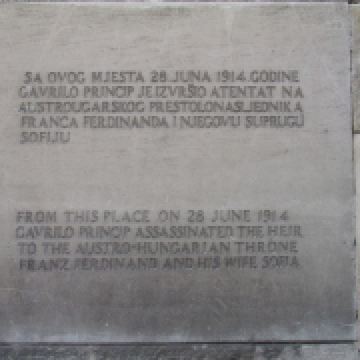 SA OVOG MJESTA 28. JUNA 1914. GODINE
GAVRILO PRINCIP JE IZVRŠIO ATENTAT NA
AUSTROUGARSKOG PRESTOLONASLJEDNIKA
FRANCA FERDINANDA I NJEGOVU SUPRUGU
SOFIJU
FROM THIS PLACE ON 28 JUNE 1914
GAVRILO PRINCIP ASSASSINATED THE HEIR
TO THE AUSTRO-HUNGARIAN THRONE
FRANZ FERDINAND AND HIS WIFE SOFIA